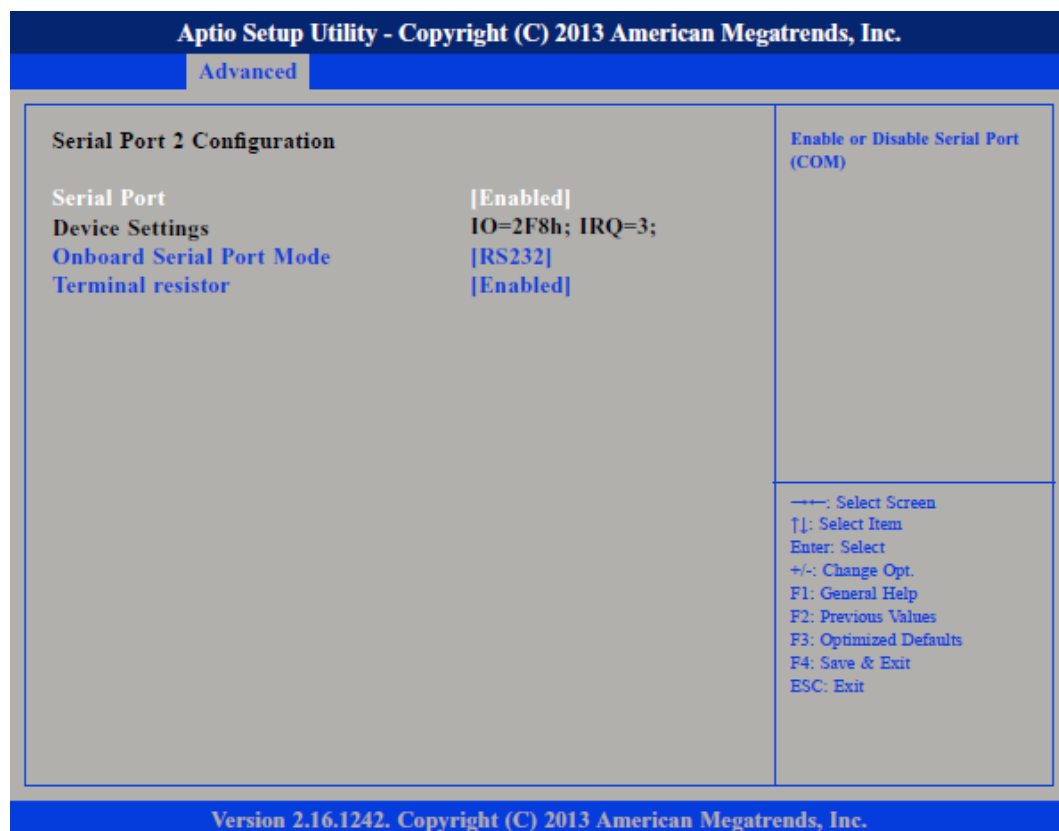 Aptio Setup Utility - Copyright (C) 2013 American Megatrends, Inc.
Advanced
Serial Port 2 Configuration
Serial Port [Enabled]
Device Settings IO=2F8h; IRQ=3;
Onboard Serial Port Mode [RS232]
Terminal resistor [Enabled]
Enable or Disable Serial Port
(COM)
→←: Select Screen
↑↓: Select Item
Enter: Select
+/-: Change Opt.
F1: General Help
F2: Previous Values
F3: Optimized Defaults
F4: Save & Exit
ESC: Exit
Version 2.16.1242. Copyright (C) 2013 American Megatrends, Inc.